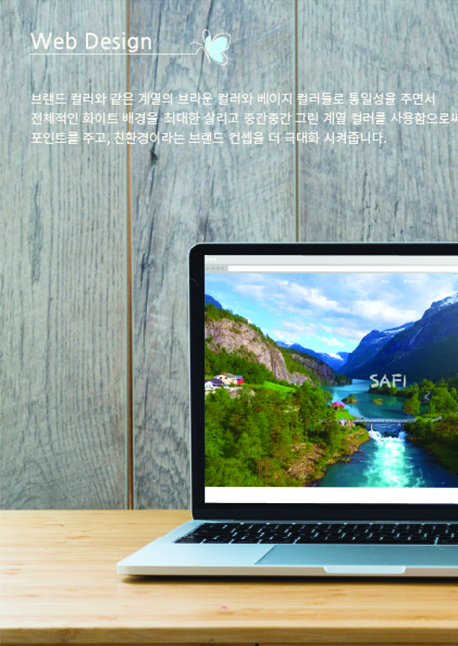 Web Design
브랜드 컬러와 같은 계열의 브라운 컬러와 베이지 컬러들로 통일성을 주면서
전체적인 화이트 배경을 최대한 살리고 중간중간 그린 계열 컬러를 사용함으로써
포인트를 주고, 친환경이라는 브랜드 컨셉을 더 극대화 시켜줍니다.
SAFI